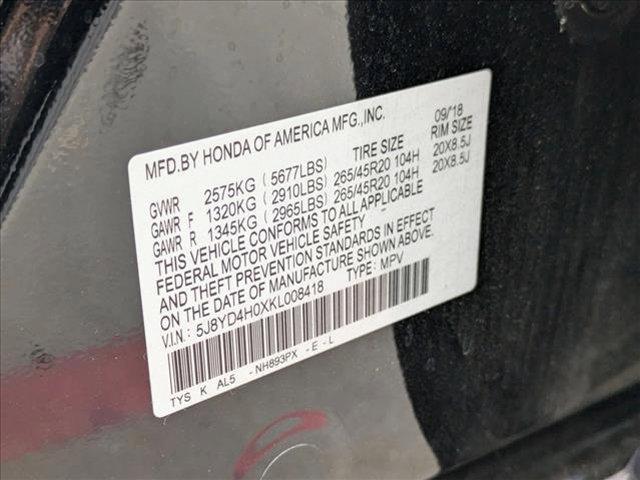 MFD.BY HONDA OF AMERICA MFG.,INC. 09/18
TIRE SIZE RIM SIZE
GVWR 2575KG ( 5677LBS)
GAWR F 1320KG ( 2910LBS) 265/45R20 104H 20X8.5J
GAWR R 1345KG ( 2965LBS) 265/45R20 104H 20X8.5J
THIS VEHICLE CONFORMS TO ALL APPLICABLE
FEDERAL MOTOR VEHICLE SAFETY
AND THEFT PREVENTION STANDARDS IN EFFECT
ON THE DATE OF MANUFACTURE SHOWN ABOVE.
V.I.N.: 5J8YD4H0XKL008418 TYPE: MPV
TYS K AL5 - NH893PX - E - L